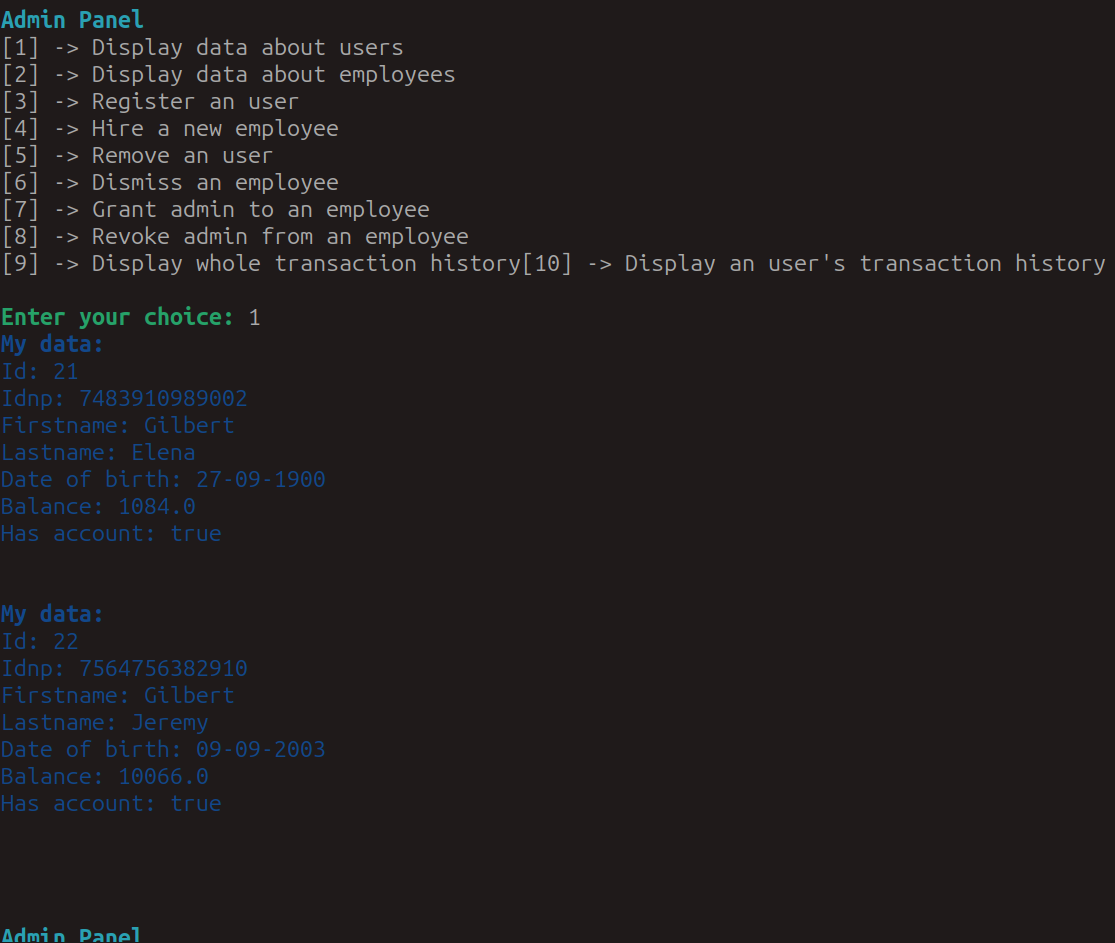 Admin Panel
[1] -> Display data about users
[2] -> Display data about employees
[3] -> Register an user
[4] -> Hire a new employee
[5] -> Remove an user
[6] -> Dismiss an employee
[7] -> Grant admin to an employee
[8] -> Revoke admin from an employee
[9] -> Display whole transaction history[10] -> Display an user's transaction history
Enter your choice: 1
My data:
Id: 21
Idnp: 7483910989002
Firstname: Gilbert
Lastname: Elena
Date of birth: 27-09-1900
Balance: 1084.0
Has account: true
My data:
Id: 22
Idnp: 7564756382910
Firstname: Gilbert
Lastname: Jeremy
Date of birth: 09-09-2003
Balance: 10066.0
Has account: true
Admin Panel